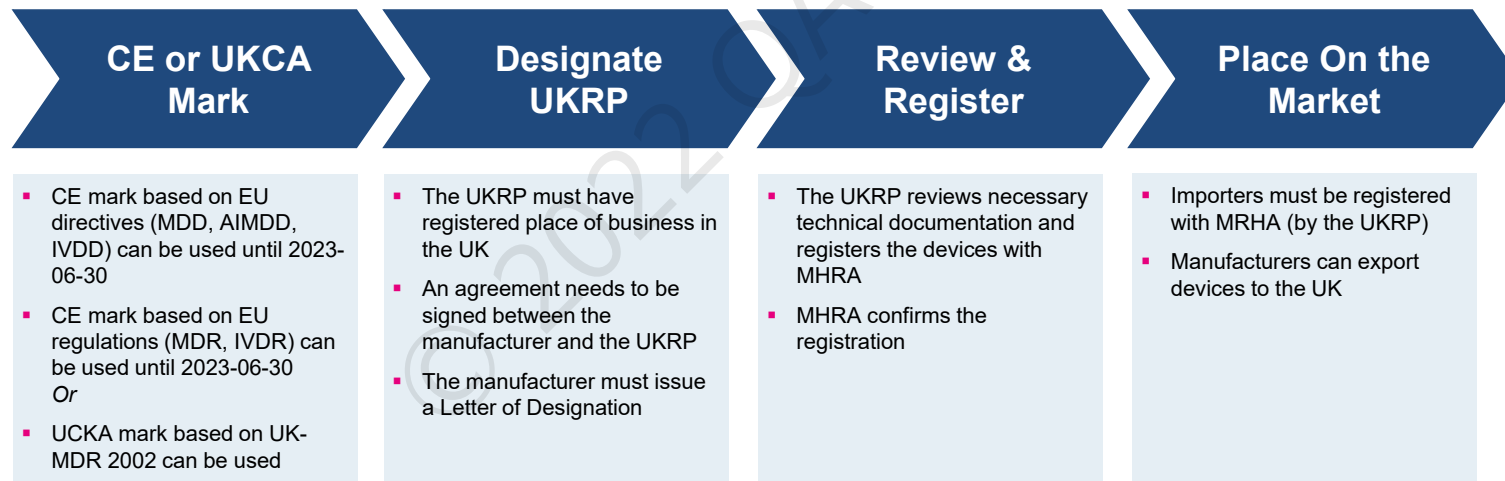 CE or UKCA
Mark
Designate
UKRP
Review &
Register
Place On the
Market
▪ CE mark based on EU
directives (MDD, AIMDD,
IVDD) can be used until 2023-
06-30
▪ CE mark based on EU
regulations (MDR, IVDR) can
be used until 2023-06-30
Or
▪ UCKA mark based on UK-
MDR 2002 can be used
▪ The UKRP must have
registered place of business in
the UK
▪ An agreement needs to be
signed between the
manufacturer and the UKRP
▪ The manufacturer must issue
a Letter of Designation
▪ The UKRP reviews necessary
technical documentation and
registers the devices with
MHRA
▪ MHRA confirms the
registration
▪ Importers must be registered
with MRHA (by the UKRP)
▪ Manufacturers can export
devices to the UK
© 2022 QA